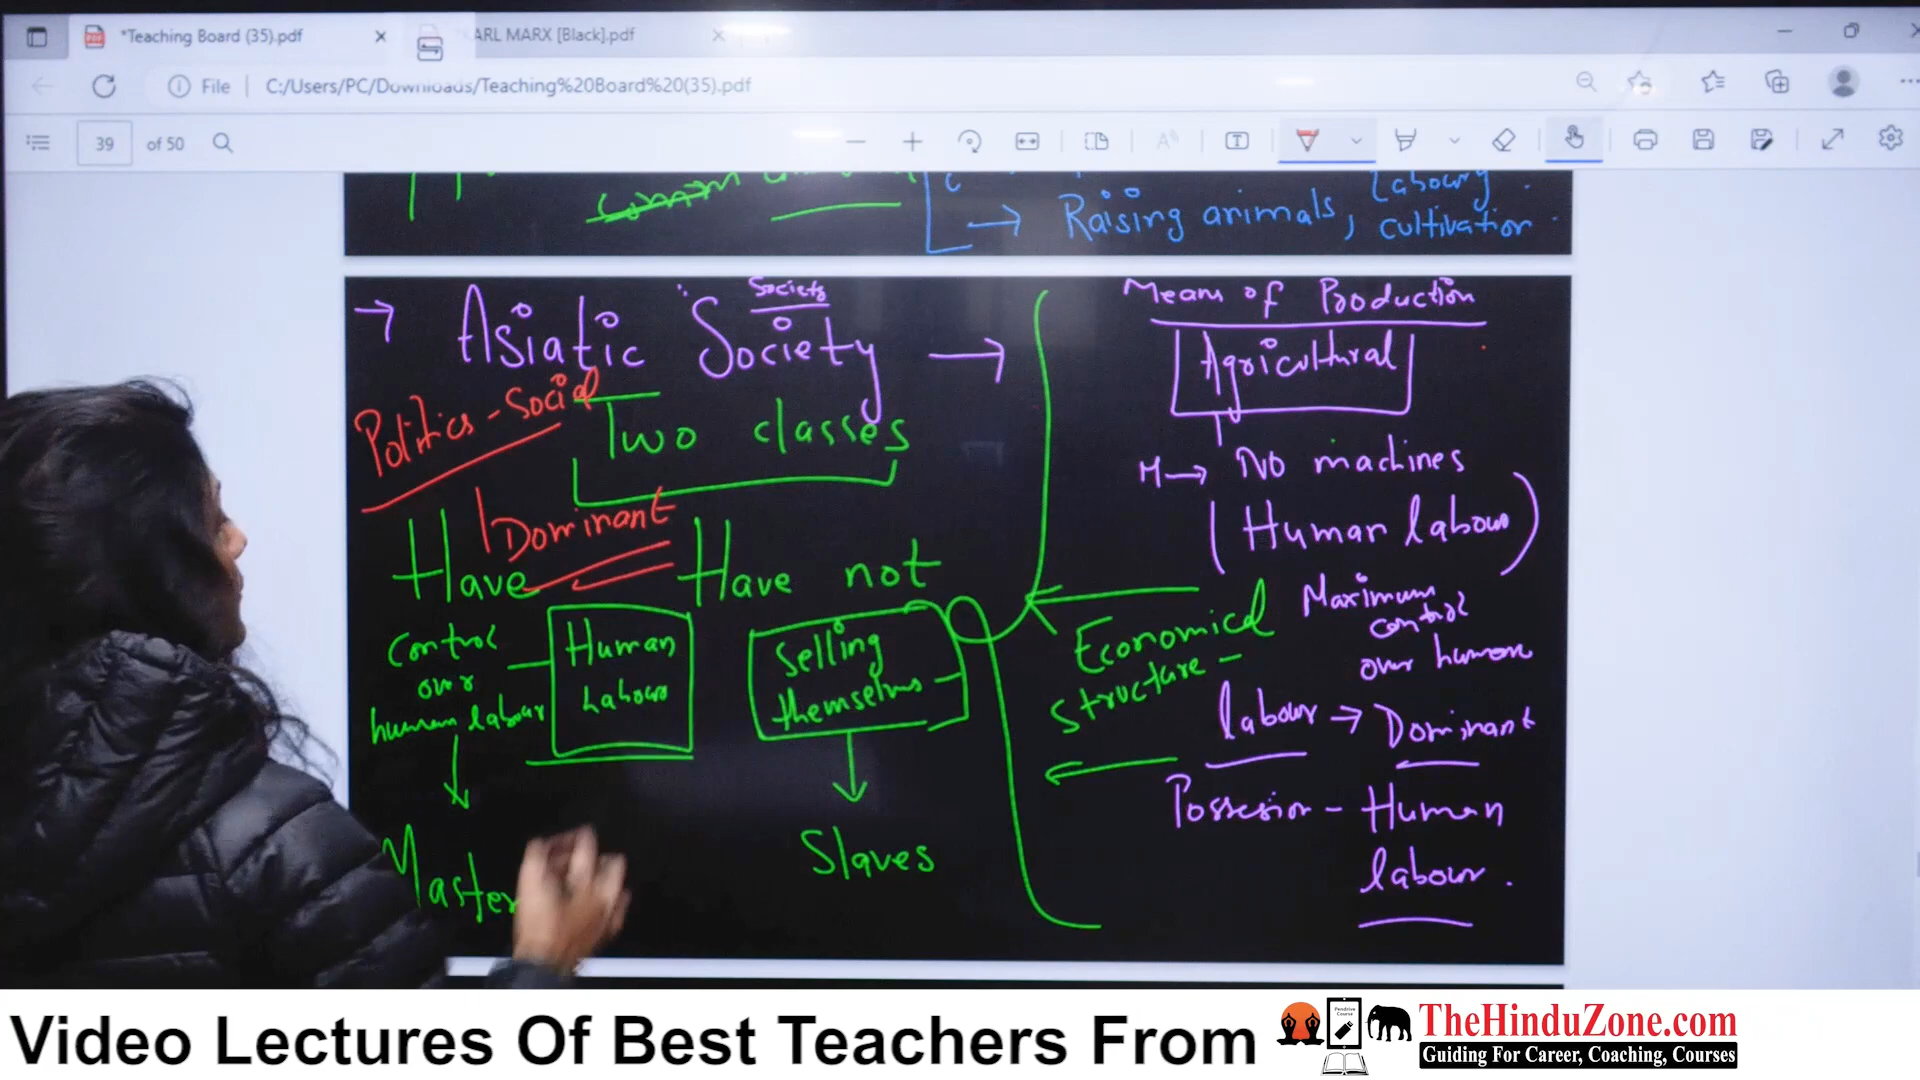 *Teaching Board (35).pdf
ARL MARX [Black].pdf
File
C:/Users/PC/Downloads/Teaching%20Board%20(35).pdf
39 of 50
labour
→ Raising animals, cultivation
→ Asiatic Society →
Society
Politics - Social
Two classes
Dominant
Have
Have not
control over human labour
Human Labour
Selling themselves
Master
Slaves
Means of Production
Agricultural
M → No machines
(Human labour)
Economical structure -
Maximum control over human
labour → Dominant
Possession - Human labour.
Video Lectures Of Best Teachers From
Pendrive Course
TheHinduZone.com
Guiding For Career, Coaching, Courses